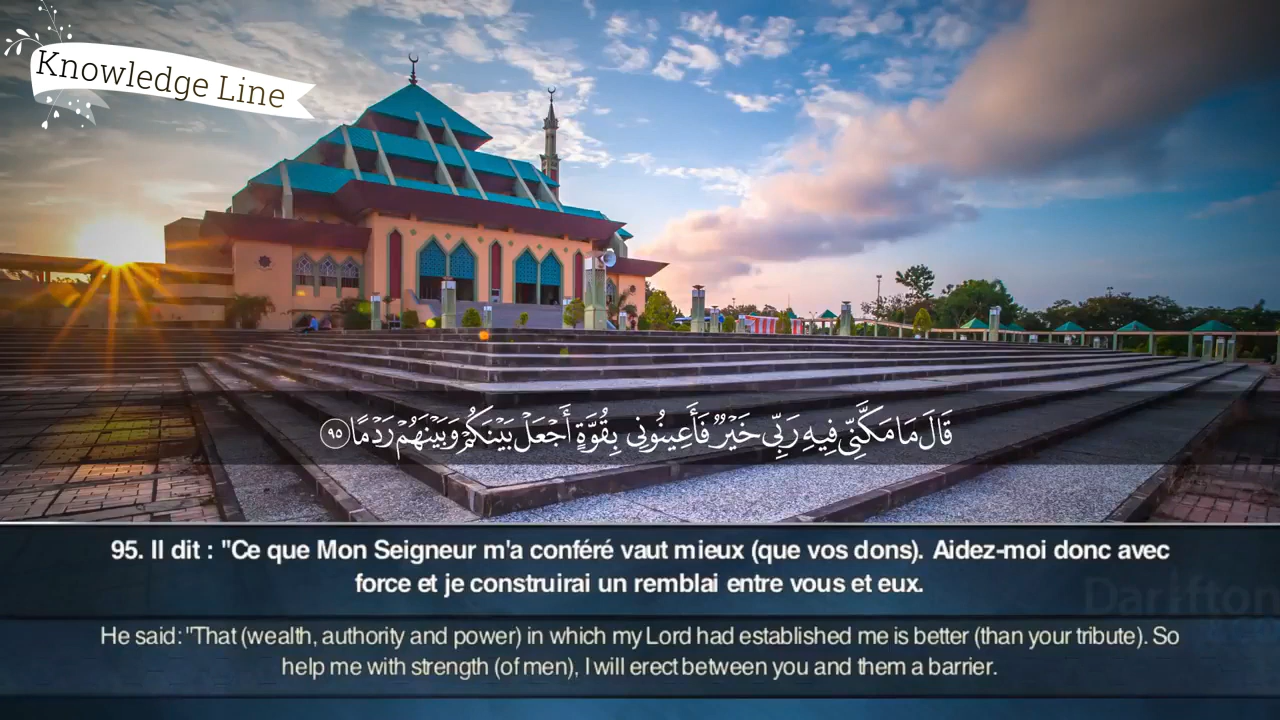 Knowledge Line
قَالَ مَا مَكَّنِّي فِيهِ رَبِّي خَيْرٌ فَأَعِينُونِي بِقُوَّةٍ أَجْعَلْ بَيْنَكُمْ وَبَيْنَهُمْ رَدْمًا ٩٥
95. Il dit : "Ce que Mon Seigneur m'a conféré vaut mieux (que vos dons). Aidez-moi donc avec
force et je construirai un remblai entre vous et eux.
He said: "That (wealth, authority and power) in which my Lord had established me is better (than your tribute). So
help me with strength (of men), I will erect between you and them a barrier.